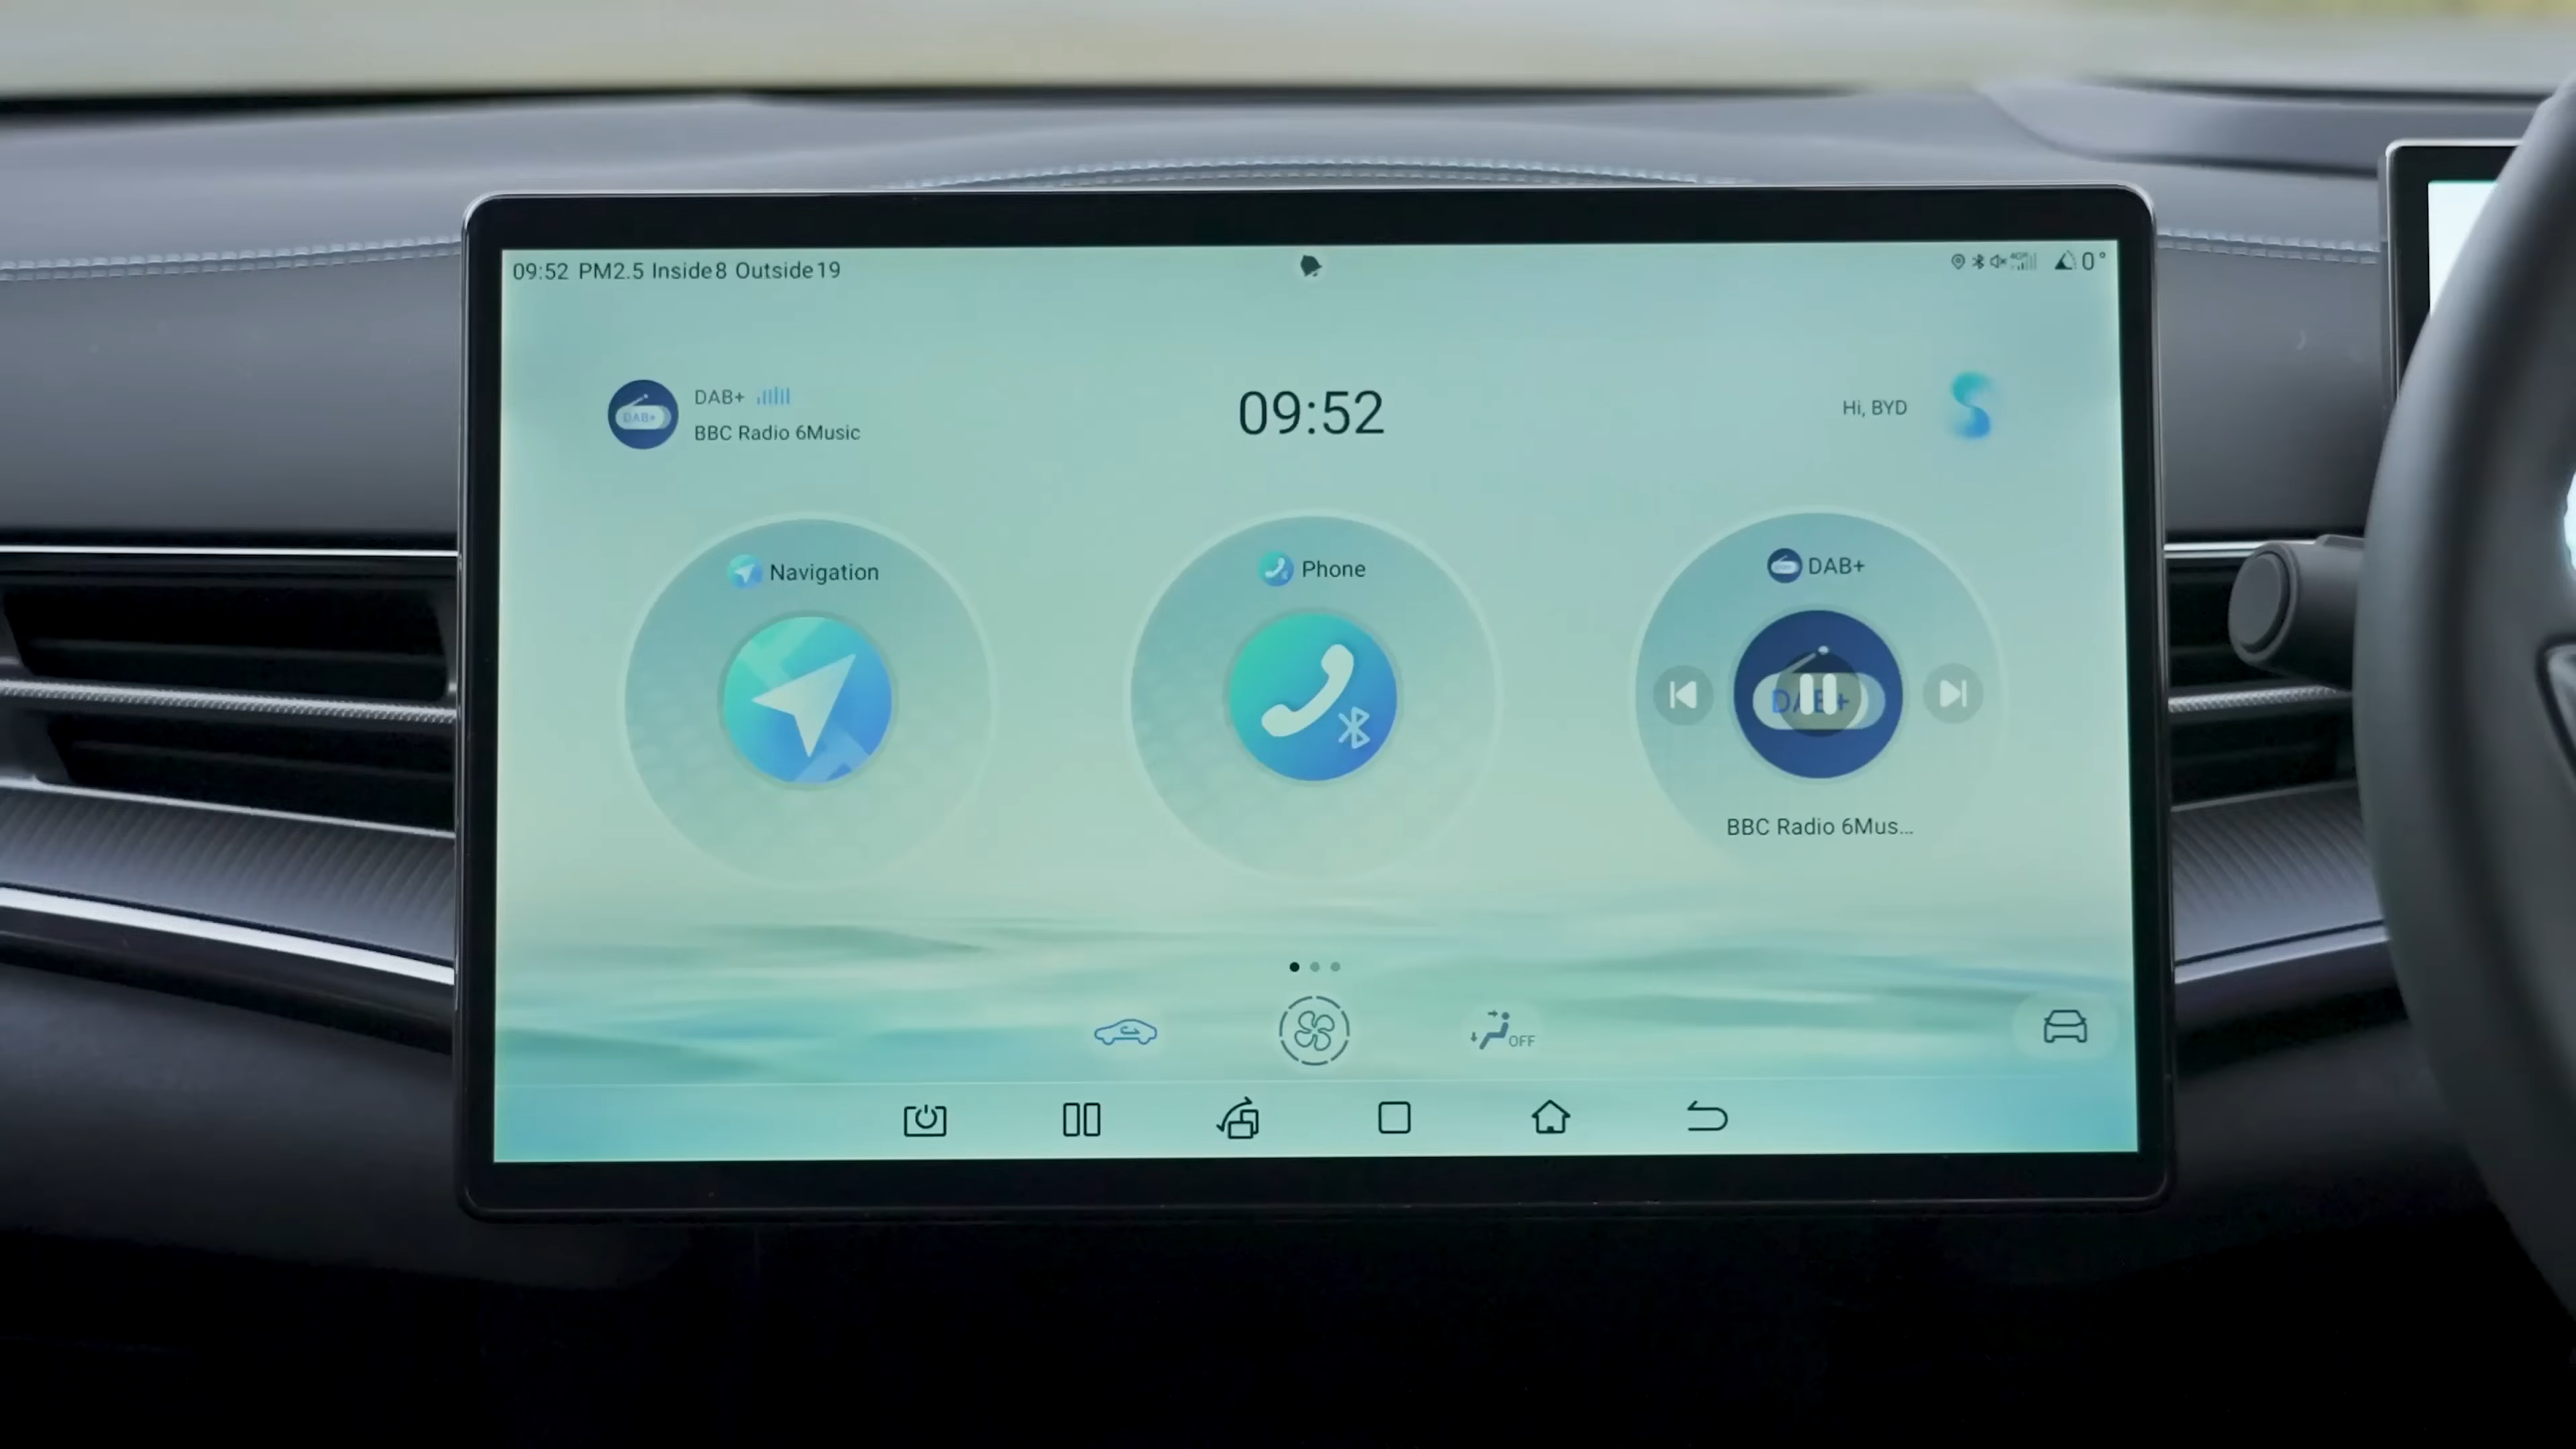 09:52 PM2.5 Inside8 Outside19
0°
DAB+
BBC Radio 6Music
09:52
Hi, BYD
Navigation
Phone
DAB+
BBC Radio 6Mus...
OFF